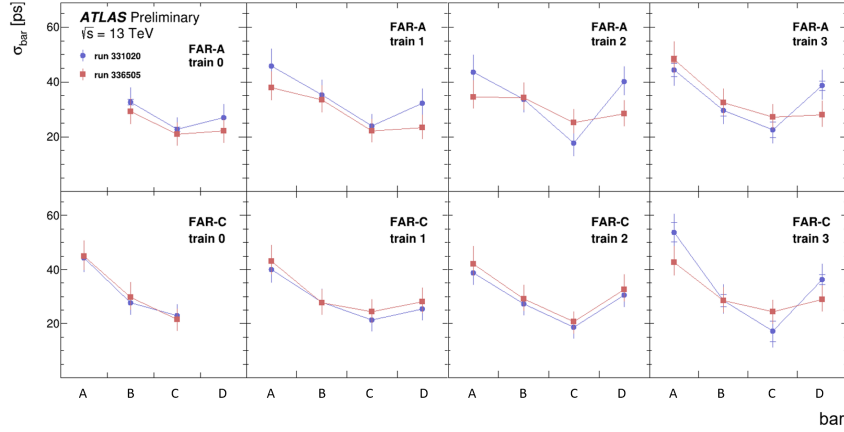 σbar [ps]
ATLAS Preliminary
√s = 13 TeV
run 331020
run 336505
FAR-A
train 0
FAR-A
train 1
FAR-A
train 2
FAR-A
train 3
60
40
20
FAR-C
train 0
FAR-C
train 1
FAR-C
train 2
FAR-C
train 3
60
40
20
A B C D A B C D A B C D A B C D
bar